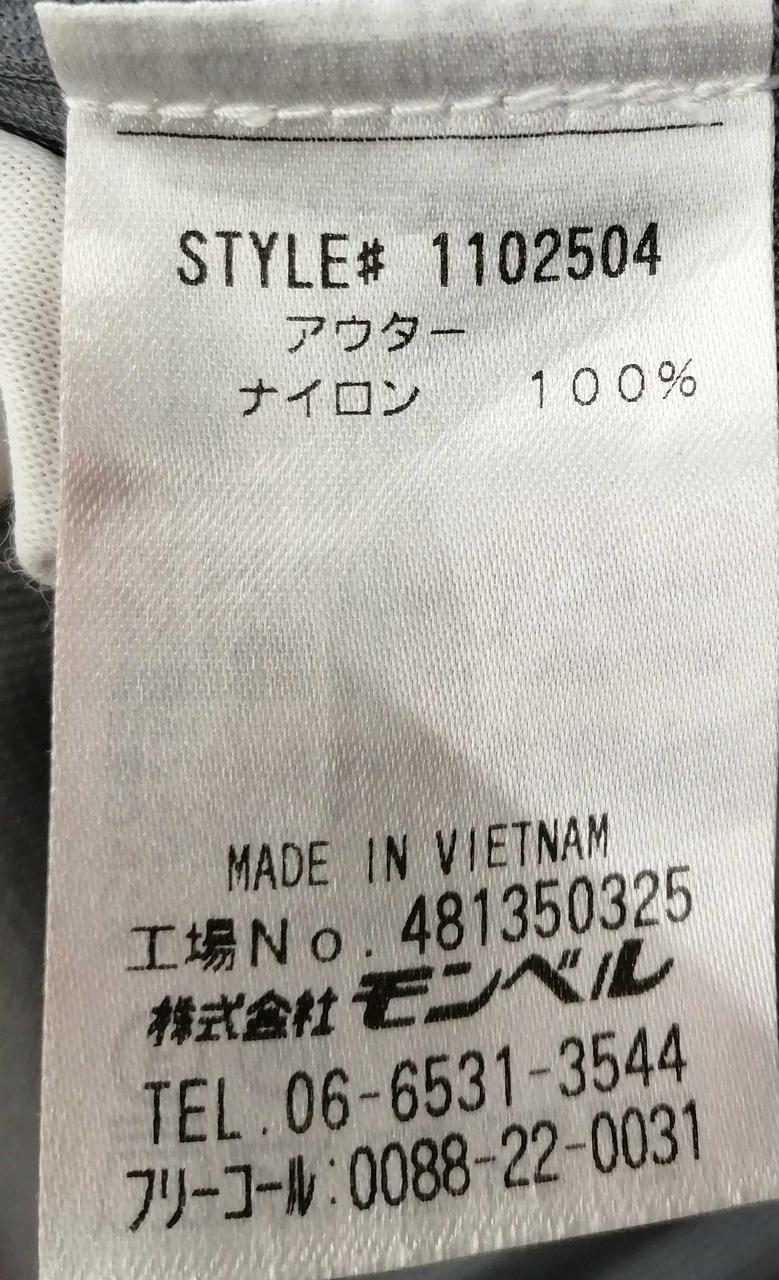 STYLE# 1102504
アウター
ナイロン　１００％
MADE IN VIETNAM
工場Ｎｏ. 481350325
株式会社 モンベル
TEL.06-6531-3544
フリーコール:0088-22-0031